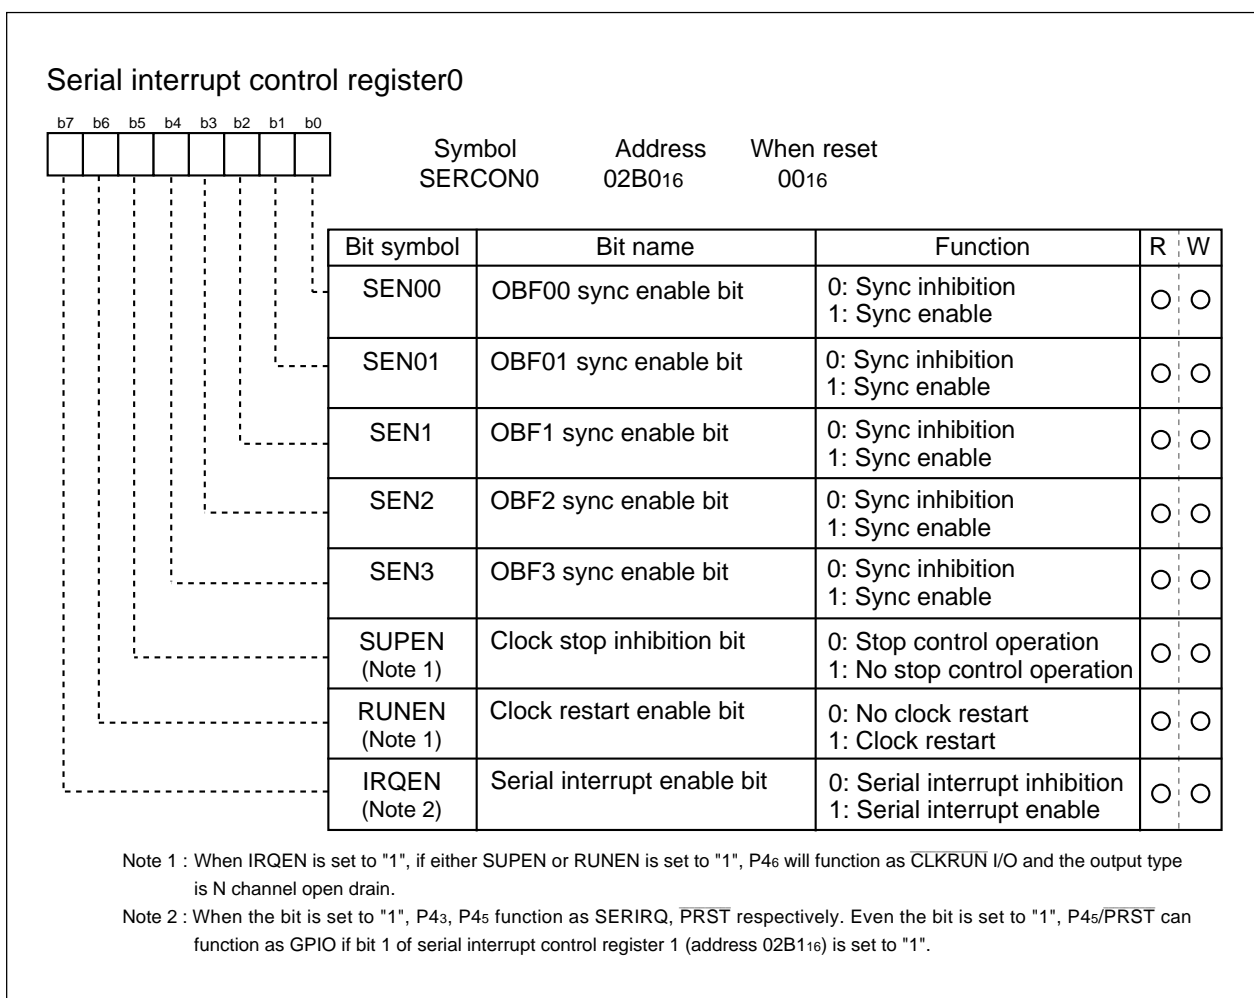 Serial interrupt control register0
b7 b6 b5 b4 b3 b2 b1 b0
Symbol Address When reset
SERCON0 02B016 0016
Bit symbol Bit name Function R W
SEN00 OBF00 sync enable bit 0: Sync inhibition
1: Sync enable
SEN01 OBF01 sync enable bit 0: Sync inhibition
1: Sync enable
SEN1 OBF1 sync enable bit 0: Sync inhibition
1: Sync enable
SEN2 OBF2 sync enable bit 0: Sync inhibition
1: Sync enable
SEN3 OBF3 sync enable bit 0: Sync inhibition
1: Sync enable
SUPEN Clock stop inhibition bit 0: Stop control operation
(Note 1) 1: No stop control operation
RUNEN Clock restart enable bit 0: No clock restart
(Note 1) 1: Clock restart
IRQEN Serial interrupt enable bit 0: Serial interrupt inhibition
(Note 2) 1: Serial interrupt enable
Note 1 : When IRQEN is set to "1", if either SUPEN or RUNEN is set to "1", P46 will function as CLKRUN I/O and the output type
is N channel open drain.
Note 2 : When the bit is set to "1", P43, P45 function as SERIRQ, PRST respectively. Even the bit is set to "1", P45/PRST can
function as GPIO if bit 1 of serial interrupt control register 1 (address 02B116) is set to "1".